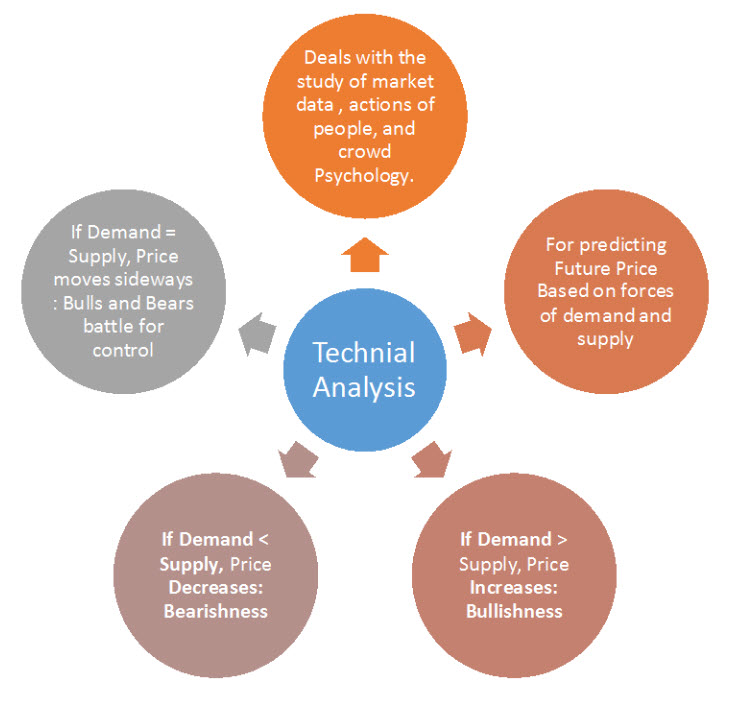 Deals with the
study of market
data , actions of
people, and
crowd
Psychology.
If Demand =
Supply, Price
moves sideways
: Bulls and Bears
battle for
control
For predicting
Future Price
Based on forces
of demand and
supply
Technial
Analysis
If Demand <
Supply, Price
Decreases:
Bearishness
If Demand >
Supply, Price
Increases:
Bullishness